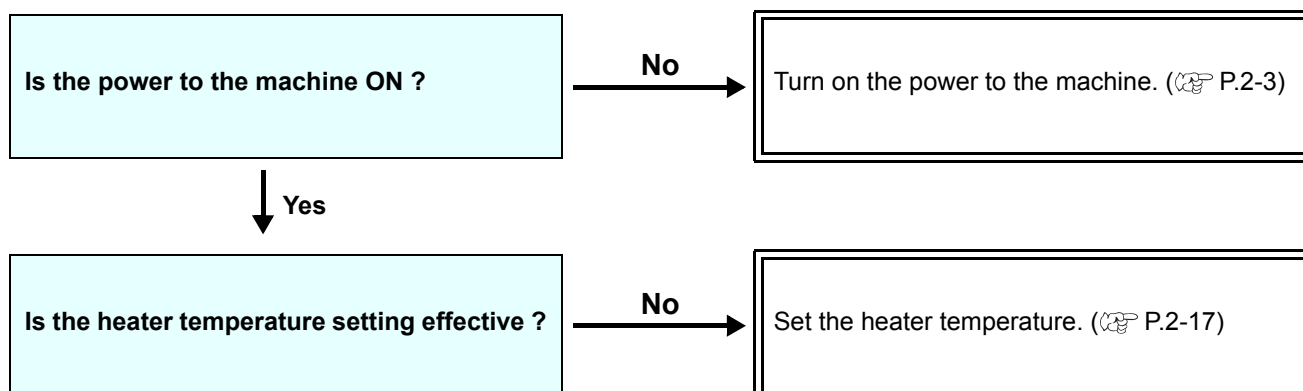 Is the power to the machine ON ?
No
Turn on the power to the machine. (☞ P.2-3)
Yes
Is the heater temperature setting effective ?
No
Set the heater temperature. (☞ P.2-17)